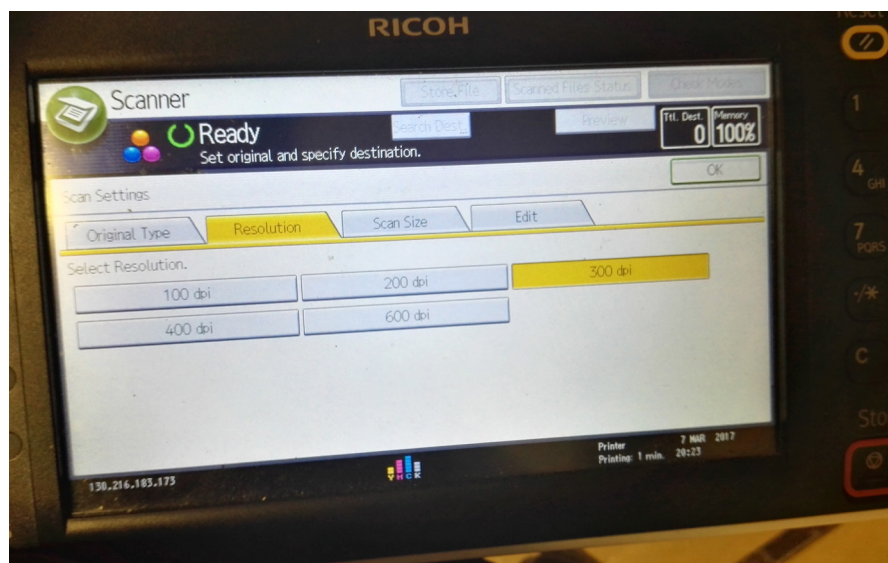 RICOH
Reset
Scanner
Store File
Scanned Files Status
Check Modes
Ready
Search Dest.
Preview
Ttl. Dest.
0
Memory
100%
Set original and specify destination.
OK
Scan Settings
Original Type
Resolution
Scan Size
Edit
Select Resolution.
100 dpi
200 dpi
300 dpi
400 dpi
600 dpi
Printer
Printing: 1 min.
7 MAR 2017
20:23
130.216.183.173
Y M C K
1
4 GHI
7 PQRS
·/*
C
Sto